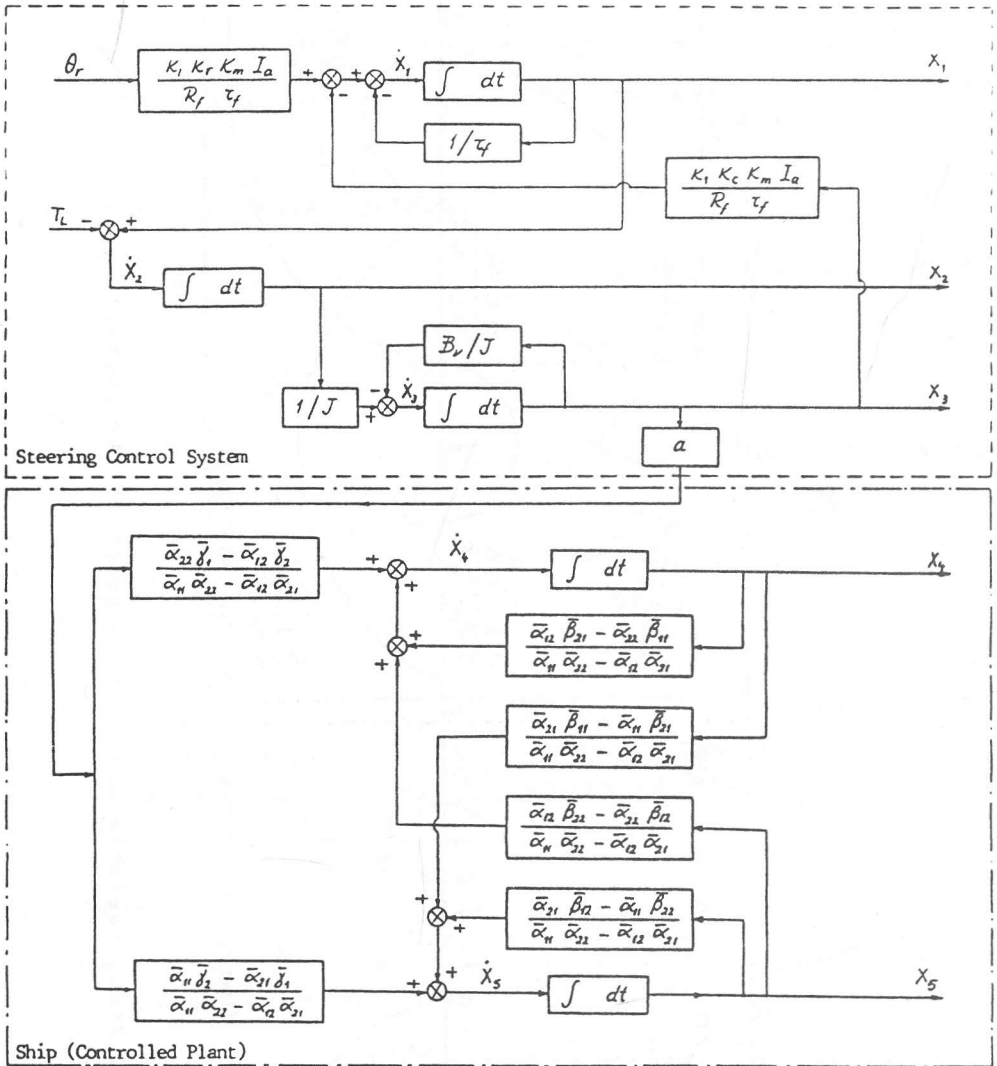 θr
K₁ Kr Km Ia
Rf τf
+
-
+
-
Ẋ₁
∫ dt
X₁
1/τf
K₁ Kc Km Ia
Rf τf
TL
-
+
Ẋ₂
∫ dt
X₂
Bν/J
1/J
-
+
Ẋ₃
∫ dt
X₃
a
Steering Control System
ᾱ₂₂ γ̄₁ - ᾱ₁₂ γ̄₂
ᾱ₁₁ ᾱ₂₂ - ᾱ₁₂ ᾱ₂₁
+
+
Ẋ₄
∫ dt
X₄
+
+
ᾱ₁₂ β̄₂₁ - ᾱ₂₂ β̄₁₁
ᾱ₁₁ ᾱ₂₂ - ᾱ₁₂ ᾱ₂₁
ᾱ₂₁ β̄₁₁ - ᾱ₁₁ β̄₂₁
ᾱ₁₁ ᾱ₂₂ - ᾱ₁₂ ᾱ₂₁
ᾱ₁₂ β̄₂₂ - ᾱ₂₂ β̄₁₂
ᾱ₁₁ ᾱ₂₂ - ᾱ₁₂ ᾱ₂₁
+
+
ᾱ₂₁ β̄₁₂ - ᾱ₁₁ β̄₂₂
ᾱ₁₁ ᾱ₂₂ - ᾱ₁₂ ᾱ₂₁
ᾱ₁₁ γ̄₂ - ᾱ₂₁ γ̄₁
ᾱ₁₁ ᾱ₂₂ - ᾱ₁₂ ᾱ₂₁
+
+
Ẋ₅
∫ dt
X₅
Ship (Controlled Plant)